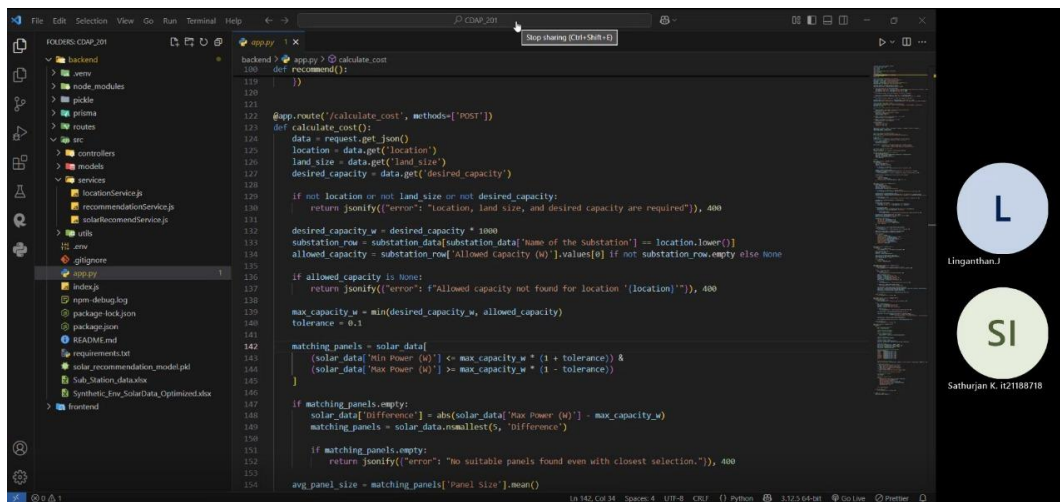 File Edit Selection View Go Run Terminal Help
CDAP_201
Stop sharing (Ctrl+Shift+E)
FOLDERS: CDAP_201
backend
.venv
node_modules
pickle
prisma
routes
src
controllers
models
services
locationService.js
recommendationService.js
solarRecomendService.js
utils
.env
.gitignore
app.py 1
index.js
npm-debug.log
package-lock.json
package.json
README.md
requirements.txt
solar_recommendation_model.pkl
Sub_Station_data.xlsx
Synthetic_Env_SolarData_Optimized.xlsx
frontend
app.py 1
backend > app.py > calculate_cost
100 def recommend():
119 })
120
121
122 @app.route('/calculate_cost', methods=['POST'])
123 def calculate_cost():
124 data = request.get_json()
125 location = data.get('location')
126 land_size = data.get('land_size')
127 desired_capacity = data.get('desired_capacity')
128
129 if not location or not land_size or not desired_capacity:
130 return jsonify({"error": "Location, land size, and desired capacity are required"}), 400
131
132 desired_capacity_w = desired_capacity * 1000
133 substation_row = substation_data[substation_data['Name of the Substation'] == location.lower()]
134 allowed_capacity = substation_row['Allowed Capacity (W)'].values[0] if not substation_row.empty else None
135
136 if allowed_capacity is None:
137 return jsonify({"error": f"Allowed capacity not found for location '{location}'"}), 400
138
139 max_capacity_w = min(desired_capacity_w, allowed_capacity)
140 tolerance = 0.1
141
142 matching_panels = solar_data[
143 (solar_data['Min Power (W)'] <= max_capacity_w * (1 + tolerance)) &
144 (solar_data['Max Power (W)'] >= max_capacity_w * (1 - tolerance))
145 ]
146
147 if matching_panels.empty:
148 solar_data['Difference'] = abs(solar_data['Max Power (W)'] - max_capacity_w)
149 matching_panels = solar_data.nsmallest(5, 'Difference')
150
151 if matching_panels.empty:
152 return jsonify({"error": "No suitable panels found even with closest selection."}), 400
153
154 avg_panel_size = matching_panels['Panel Size'].mean()
0 1
Ln 142, Col 34 Spaces: 4 UTF-8 CRLF {} Python 3.12.5 64-bit Go Live Prettier
L
Linganthan.J
SI
Sathurjan K. it21188718